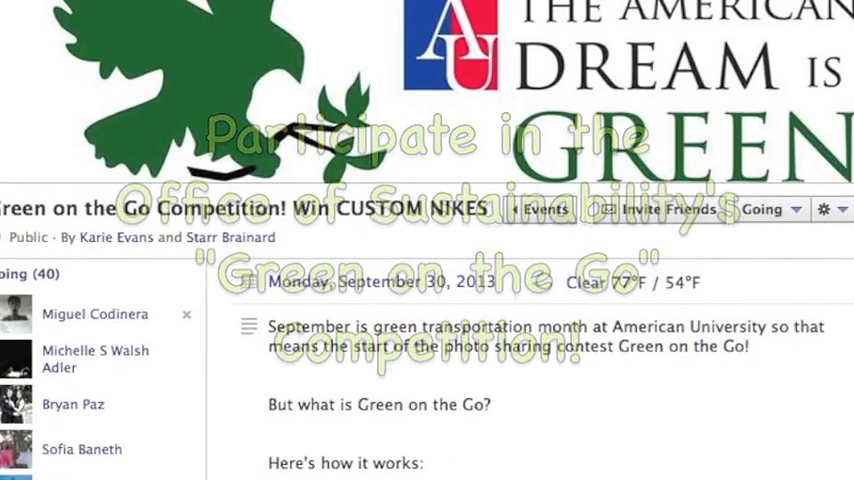 AU
THE AMERICAN
DREAM IS
GREEN
Participate in the
Office of Sustainability's
"Green on the Go"
Competition!
Green on the Go Competition! Win CUSTOM NIKES
Events
Invite Friends
Going
Public · By Karie Evans and Starr Brainard
oing (40)
Monday, September 30, 2013
Clear 77°F / 54°F
Miguel Codinera
Michelle S Walsh
Adler
Bryan Paz
Sofia Baneth
September is green transportation month at American University so that
means the start of the photo sharing contest Green on the Go!
But what is Green on the Go?
Here's how it works: